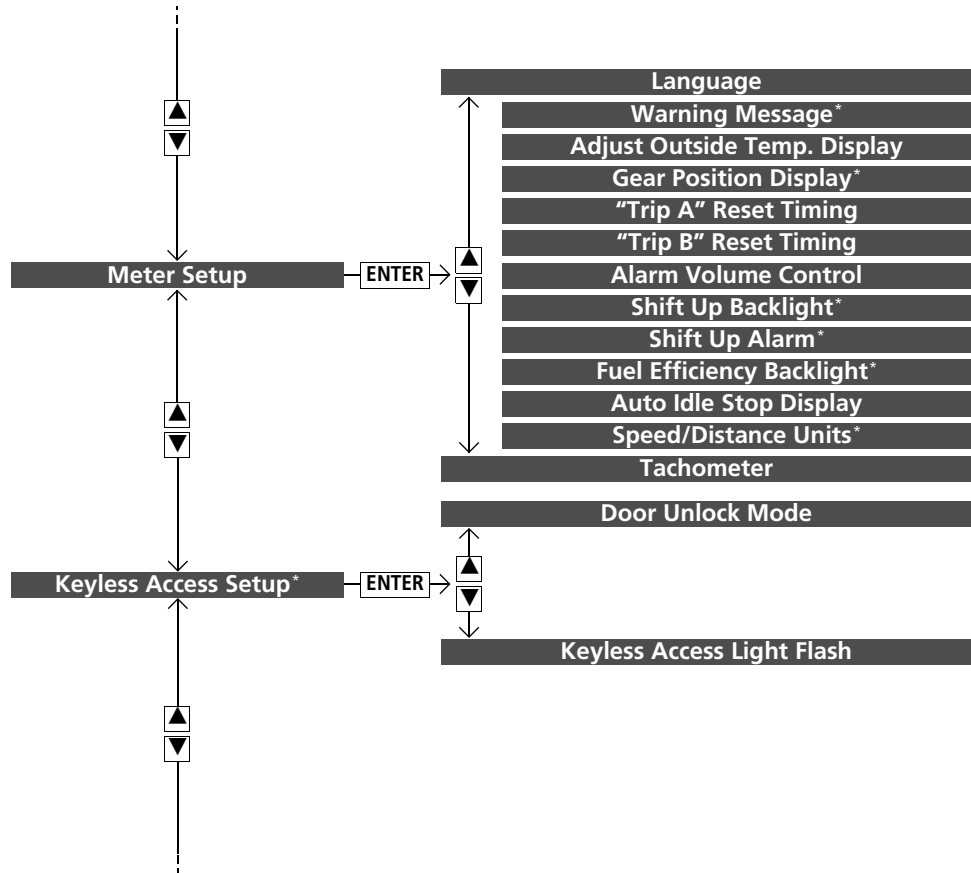 Language
Warning Message*
Adjust Outside Temp. Display
Gear Position Display*
“Trip A” Reset Timing
“Trip B” Reset Timing
Meter Setup
ENTER
Alarm Volume Control
Shift Up Backlight*
Shift Up Alarm*
Fuel Efficiency Backlight*
Auto Idle Stop Display
Speed/Distance Units*
Tachometer
Door Unlock Mode
Keyless Access Setup*
ENTER
Keyless Access Light Flash